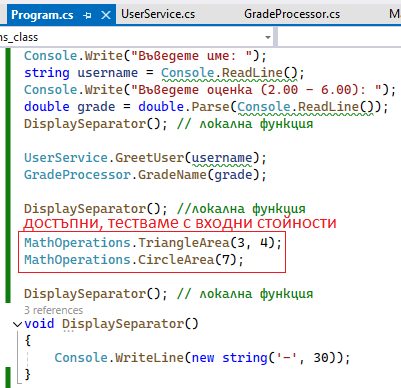 Program.cs
UserService.cs
GradeProcessor.cs
Ma
ns_class
Console.Write("Въведете име: ");
string username = Console.ReadLine();
Console.Write("Въведете оценка (2.00 - 6.00): ");
double grade = double.Parse(Console.ReadLine());
DisplaySeparator(); // локална функция
UserService.GreetUser(username);
GradeProcessor.GradeName(grade);
DisplaySeparator(); //локална функция
достъпни, тестваме с входни стойности
MathOperations.TriangleArea(3, 4);
MathOperations.CircleArea(7);
DisplaySeparator(); // локална функция
3 references
void DisplaySeparator()
{
Console.WriteLine(new string('-', 30));
}